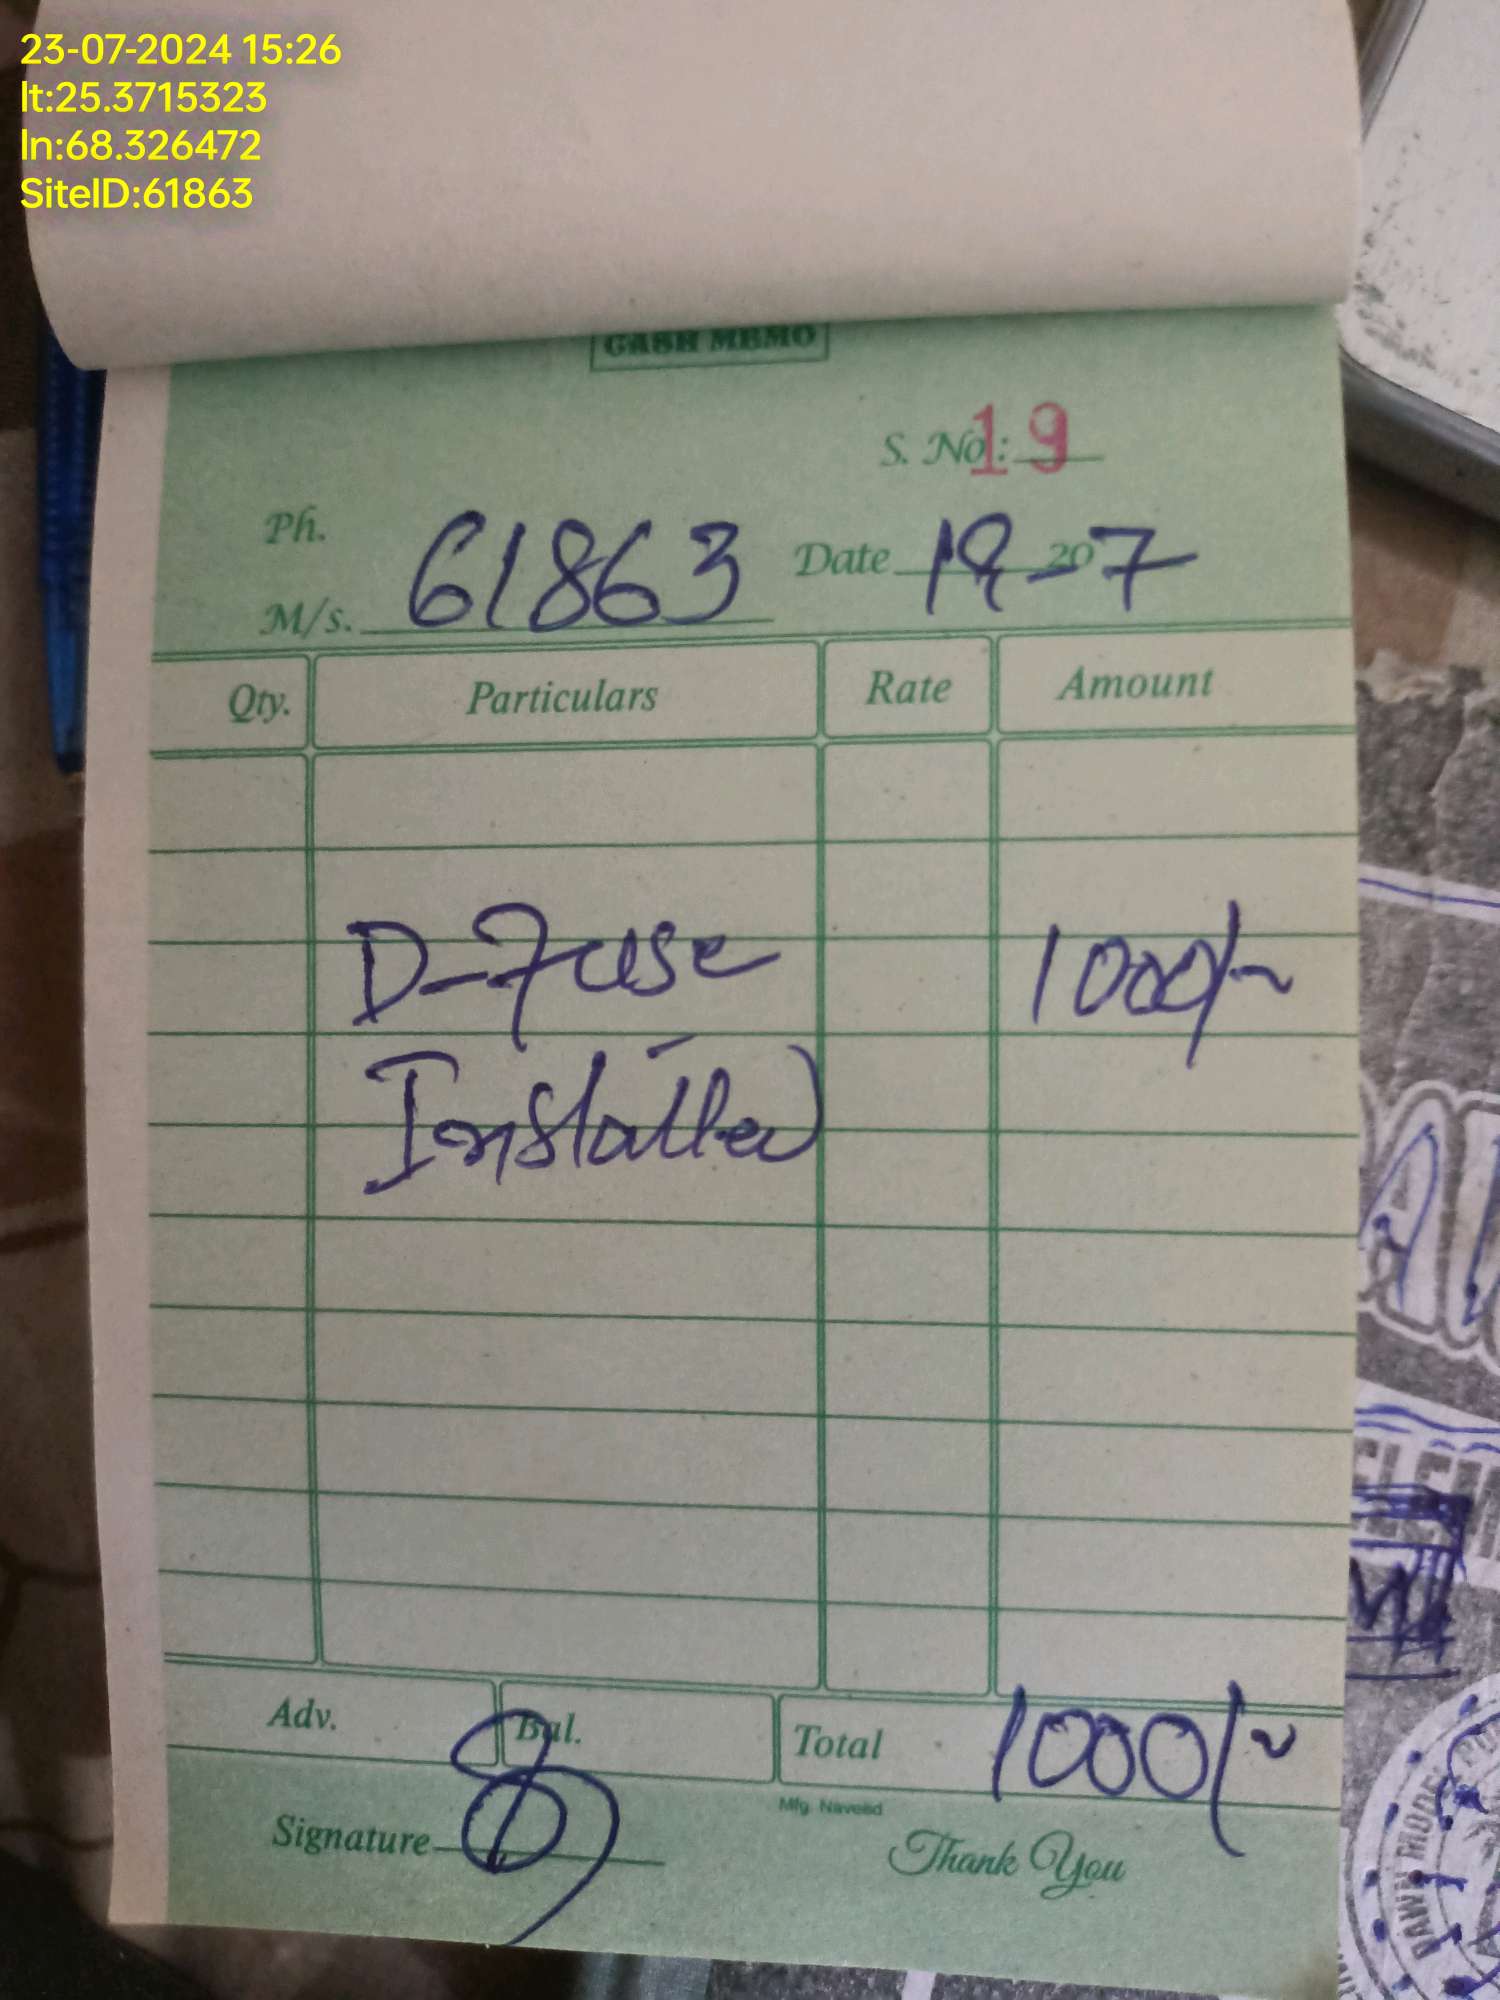 23-07-2024 15:26
lt:25.3715323
ln:68.326472
SiteID:61863
CASH MEMO
S. No.: 19
Ph.
M/s. 61863 Date 19-7 20
Qty. Particulars Rate Amount
D-Fuse 1000/-
Installed
Adv. Bal. Total 1000/-
Mfg. Naveed
Signature Thank You